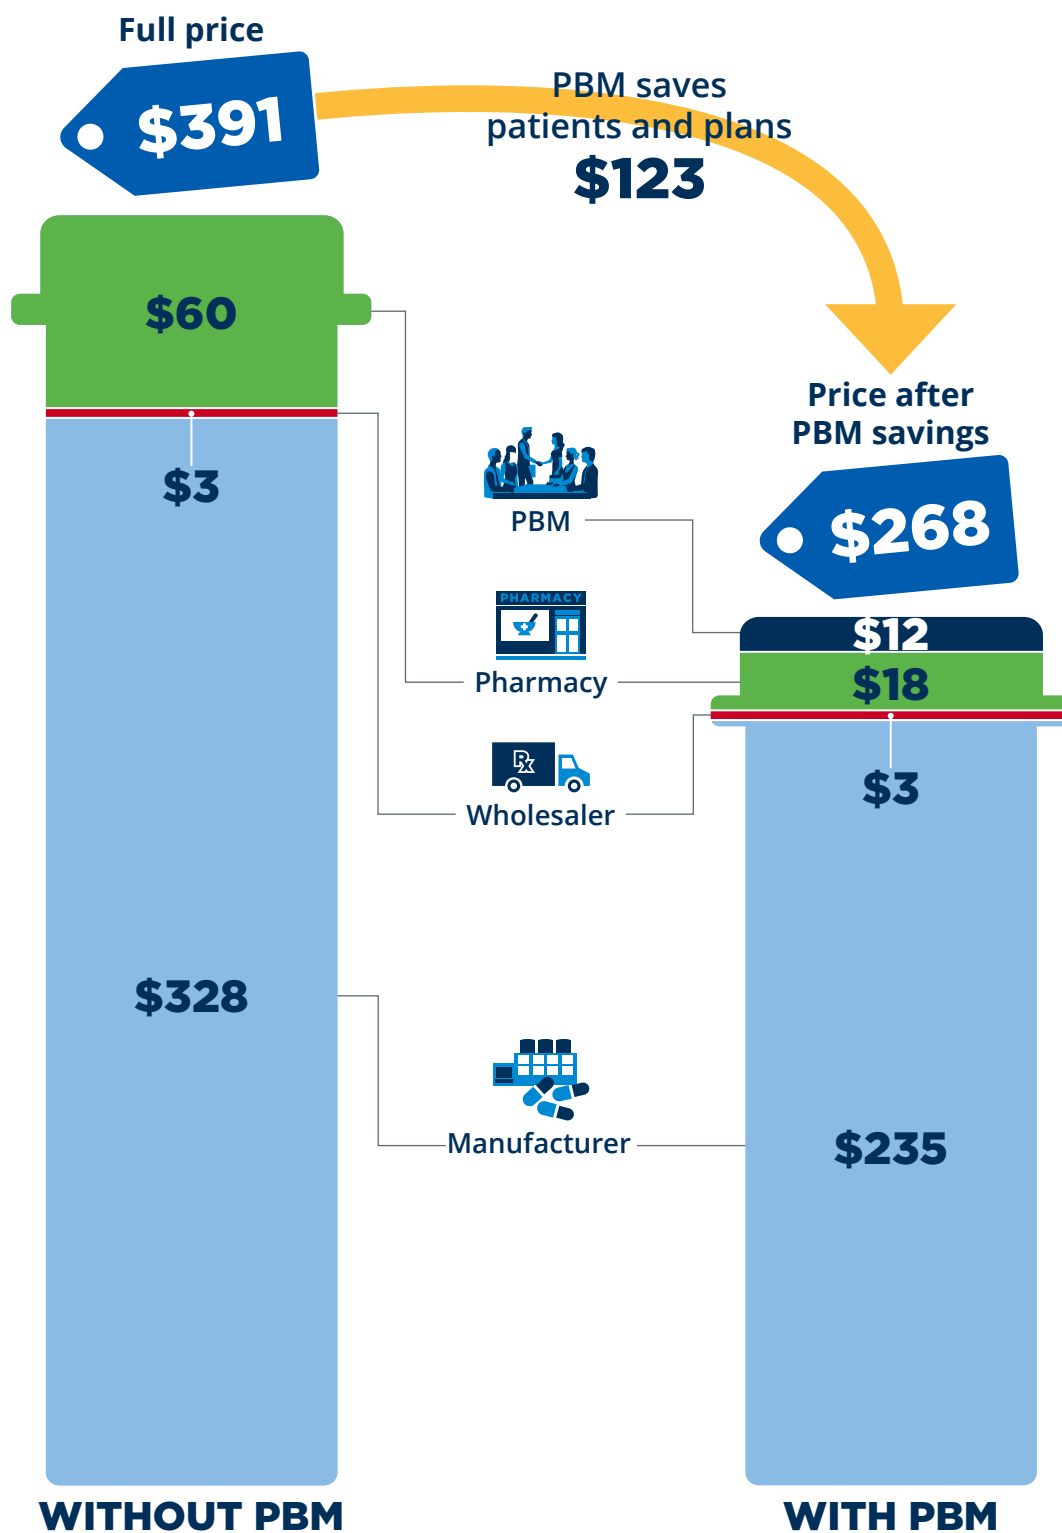 Full price
$391
PBM saves
patients and plans
$123
$60
$3
$328
WITHOUT PBM
PBM
PHARMACY
Pharmacy
Rx
Wholesaler
Manufacturer
Price after
PBM savings
$268
$12
$18
$3
$235
WITH PBM